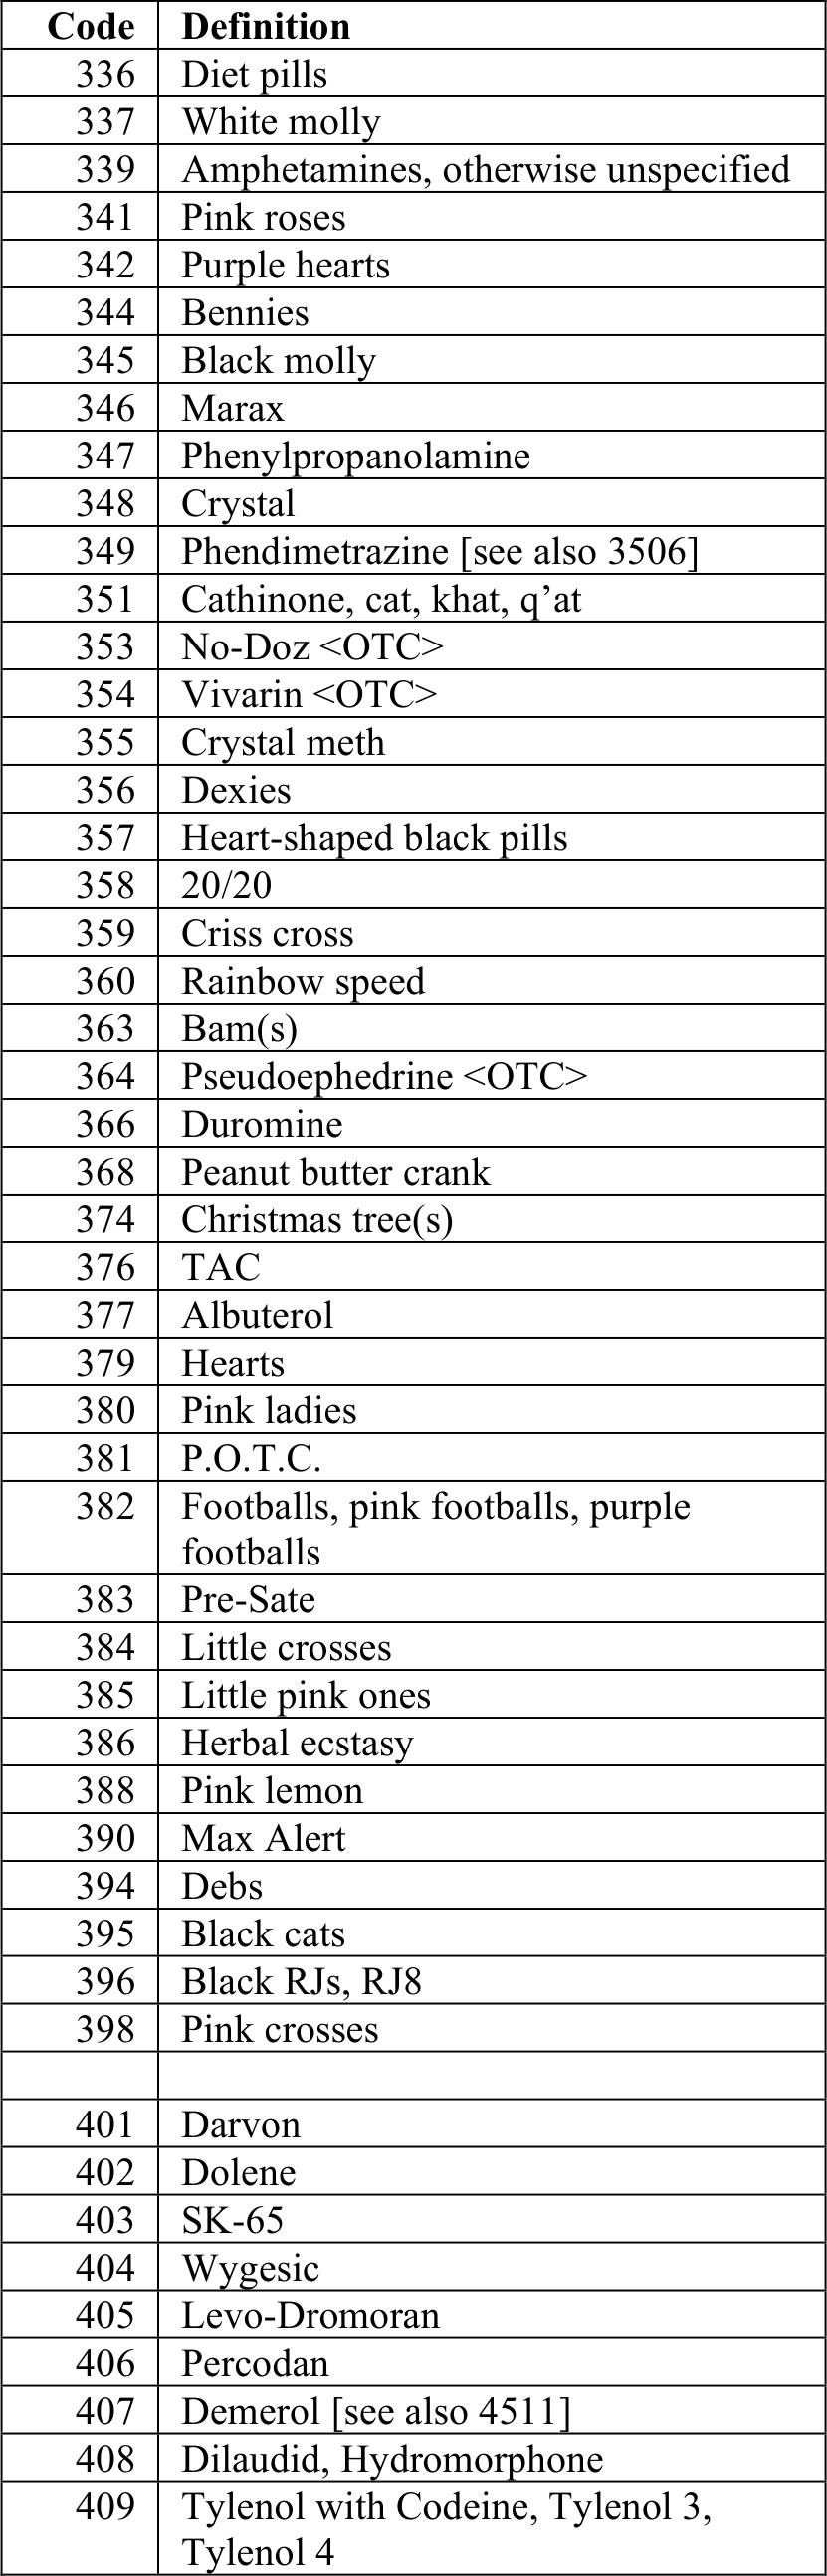 Code Definition
336 Diet pills
337 White molly
339 Amphetamines, otherwise unspecified
341 Pink roses
342 Purple hearts
344 Bennies
345 Black molly
346 Marax
347 Phenylpropanolamine
348 Crystal
349 Phendimetrazine [see also 3506]
351 Cathinone, cat, khat, q’at
353 No-Doz <OTC>
354 Vivarin <OTC>
355 Crystal meth
356 Dexies
357 Heart-shaped black pills
358 20/20
359 Criss cross
360 Rainbow speed
363 Bam(s)
364 Pseudoephedrine <OTC>
366 Duromine
368 Peanut butter crank
374 Christmas tree(s)
376 TAC
377 Albuterol
379 Hearts
380 Pink ladies
381 P.O.T.C.
382 Footballs, pink footballs, purple
footballs
383 Pre-Sate
384 Little crosses
385 Little pink ones
386 Herbal ecstasy
388 Pink lemon
390 Max Alert
394 Debs
395 Black cats
396 Black RJs, RJ8
398 Pink crosses
401 Darvon
402 Dolene
403 SK-65
404 Wygesic
405 Levo-Dromoran
406 Percodan
407 Demerol [see also 4511]
408 Dilaudid, Hydromorphone
409 Tylenol with Codeine, Tylenol 3,
Tylenol 4